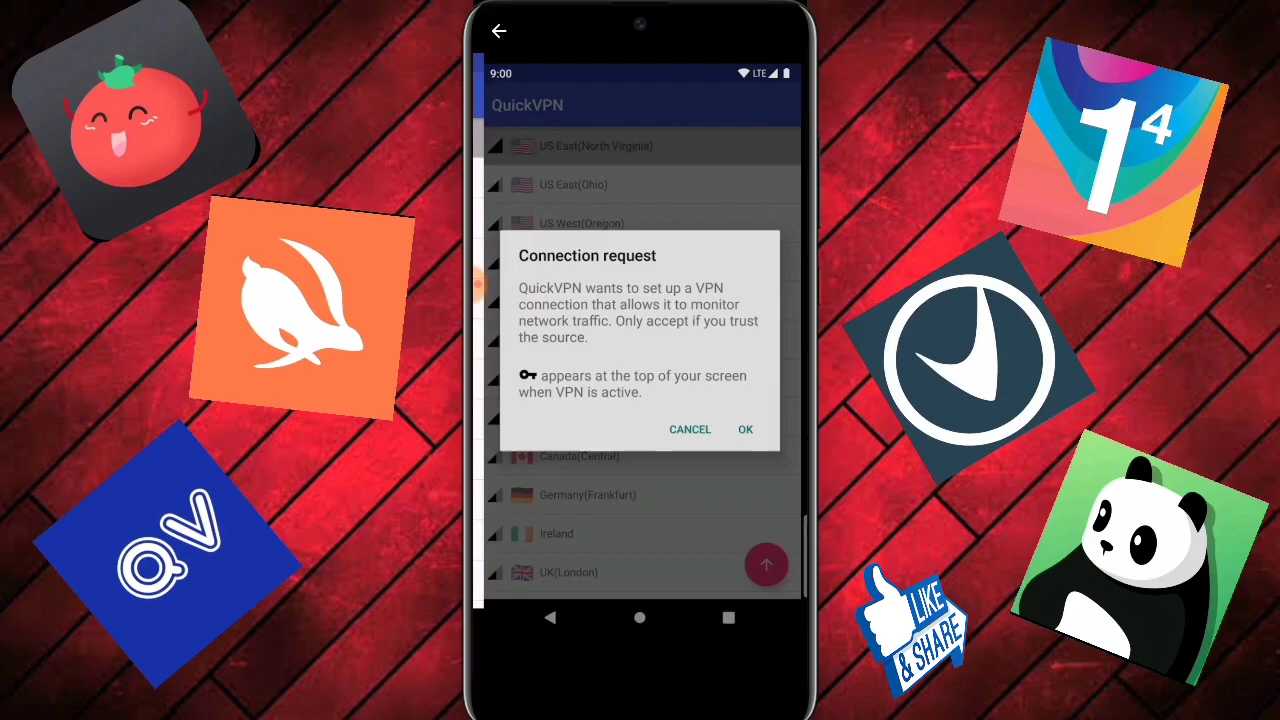 9:00
LTE
QuickVPN
US East(North Virginia)
US East(Ohio)
US West(Oregon)
Connection request
QuickVPN wants to set up a VPN
connection that allows it to monitor
network traffic. Only accept if you trust
the source.
appears at the top of your screen
when VPN is active.
CANCEL OK
Canada(Central)
Germany(Frankfurt)
Ireland
UK(London)
QV
1 4
LIKE
& SHARE